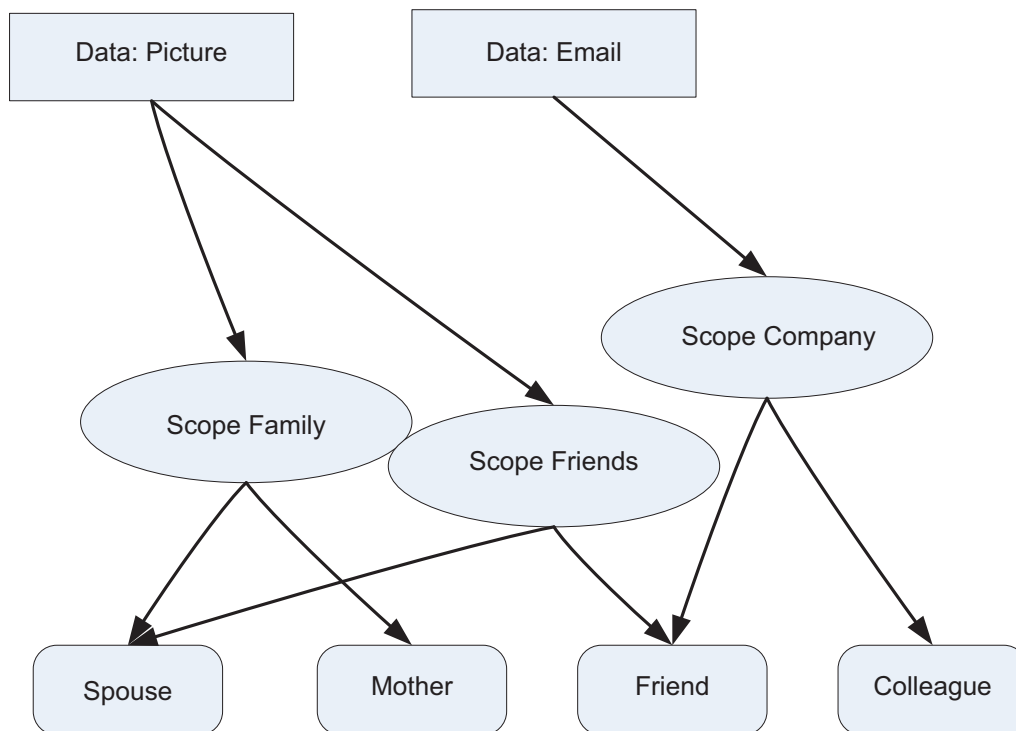 Data: Picture
Data: Email
Scope Company
Scope Family
Scope Friends
Spouse
Mother
Friend
Colleague